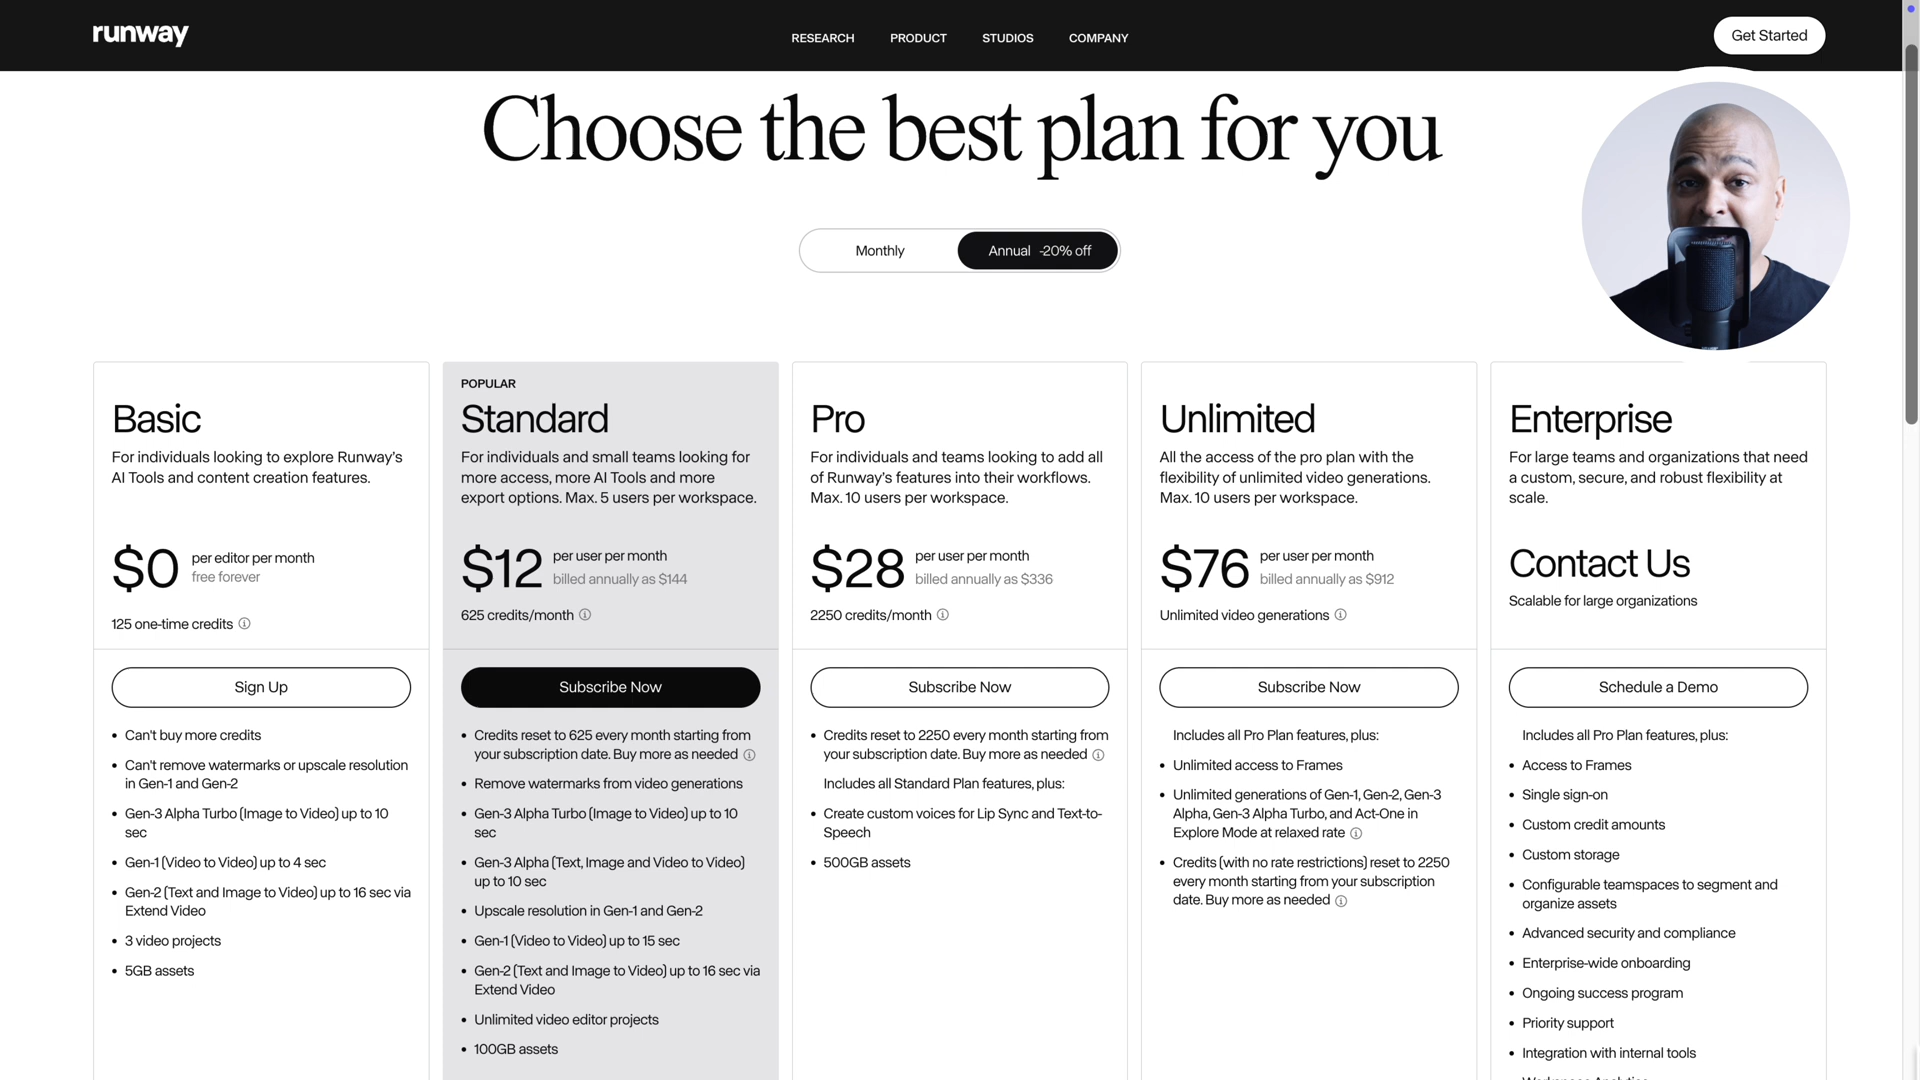 runway
RESEARCH
PRODUCT
STUDIOS
COMPANY
Get Started
Choose the best plan for you
Monthly
Annual -20% off
Basic
For individuals looking to explore Runway's
AI Tools and content creation features.
$0
per editor per month
free forever
125 one-time credits
Sign Up
• Can't buy more credits
• Can't remove watermarks or upscale resolution
in Gen-1 and Gen-2
• Gen-3 Alpha Turbo (Image to Video) up to 10
sec
• Gen-1 (Video to Video) up to 4 sec
• Gen-2 (Text and Image to Video) up to 16 sec via
Extend Video
• 3 video projects
• 5GB assets
POPULAR
Standard
For individuals and small teams looking for
more access, more AI Tools and more
export options. Max. 5 users per workspace.
$12
per user per month
billed annually as $144
625 credits/month
Subscribe Now
• Credits reset to 625 every month starting from
your subscription date. Buy more as needed
• Remove watermarks from video generations
• Gen-3 Alpha Turbo (Image to Video) up to 10
sec
• Gen-3 Alpha (Text, Image and Video to Video)
up to 10 sec
• Upscale resolution in Gen-1 and Gen-2
• Gen-1 (Video to Video) up to 15 sec
• Gen-2 (Text and Image to Video) up to 16 sec via
Extend Video
• Unlimited video editor projects
• 100GB assets
Pro
For individuals and teams looking to add all
of Runway's features into their workflows.
Max. 10 users per workspace.
$28
per user per month
billed annually as $336
2250 credits/month
Subscribe Now
• Credits reset to 2250 every month starting from
your subscription date. Buy more as needed
Includes all Standard Plan features, plus:
• Create custom voices for Lip Sync and Text-to-
Speech
• 500GB assets
Unlimited
All the access of the pro plan with the
flexibility of unlimited video generations.
Max. 10 users per workspace.
$76
per user per month
billed annually as $912
Unlimited video generations
Subscribe Now
Includes all Pro Plan features, plus:
• Unlimited access to Frames
• Unlimited generations of Gen-1, Gen-2, Gen-3
Alpha, Gen-3 Alpha Turbo, and Act-One in
Explore Mode at relaxed rate
• Credits (with no rate restrictions) reset to 2250
every month starting from your subscription
date. Buy more as needed
Enterprise
For large teams and organizations that need
a custom, secure, and robust flexibility at
scale.
Contact Us
Scalable for large organizations
Schedule a Demo
Includes all Pro Plan features, plus:
• Access to Frames
• Single sign-on
• Custom credit amounts
• Custom storage
• Configurable teamspaces to segment and
organize assets
• Advanced security and compliance
• Enterprise-wide onboarding
• Ongoing success program
• Priority support
• Integration with internal tools